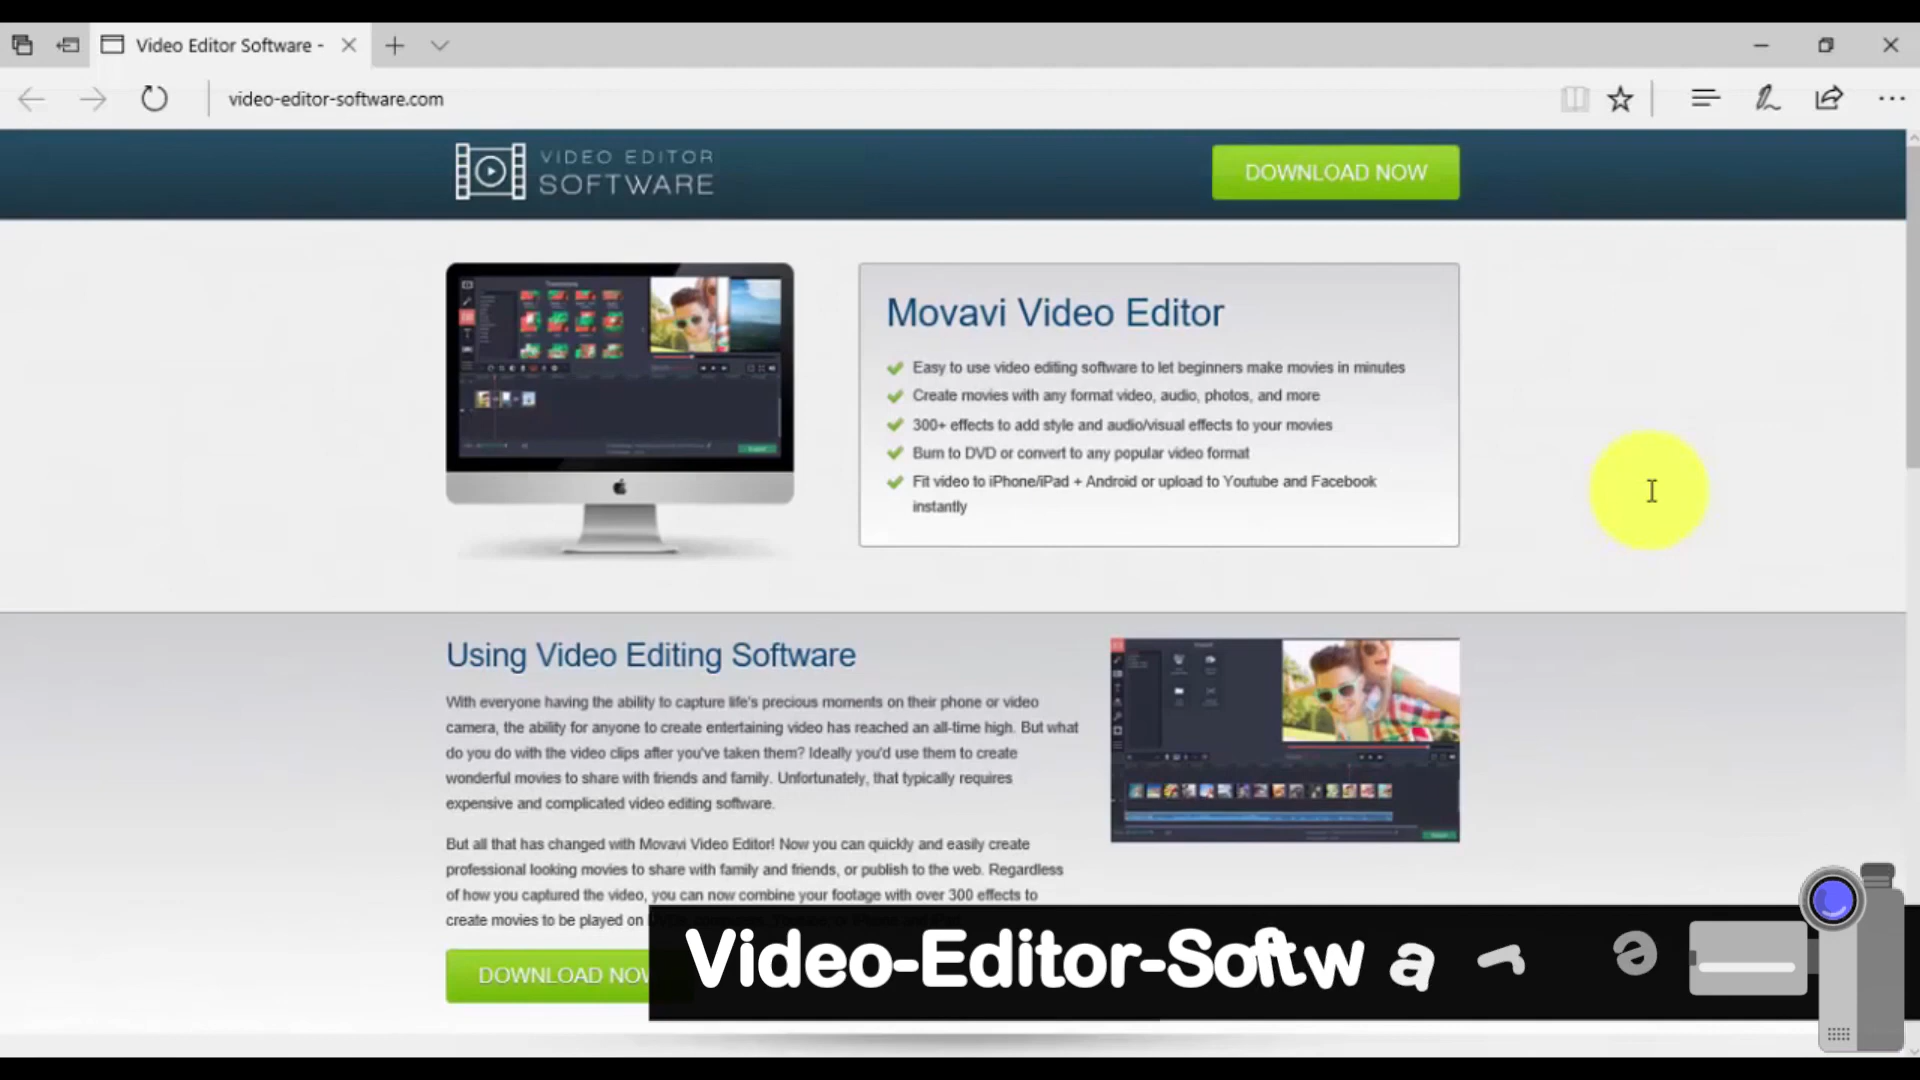 Video Editor Software -
video-editor-software.com
VIDEO EDITOR
SOFTWARE
DOWNLOAD NOW
Movavi Video Editor
Easy to use video editing software to let beginners make movies in minutes
Create movies with any format video, audio, photos, and more
300+ effects to add style and audio/visual effects to your movies
Burn to DVD or convert to any popular video format
Fit video to iPhone/iPad + Android or upload to Youtube and Facebook
instantly
Using Video Editing Software
With everyone having the ability to capture life's precious moments on their phone or video
camera, the ability for anyone to create entertaining video has reached an all-time high. But what
do you do with the video clips after you've taken them? Ideally you'd use them to create
wonderful movies to share with friends and family. Unfortunately, that typically requires
expensive and complicated video editing software.
But all that has changed with Movavi Video Editor! Now you can quickly and easily create
professional looking movies to share with family and friends, or publish to the web. Regardless
of how you captured the video, you can now combine your footage with over 300 effects to
create movies to be played on
DOWNLOAD NOW
Video-Editor-Softwa r e